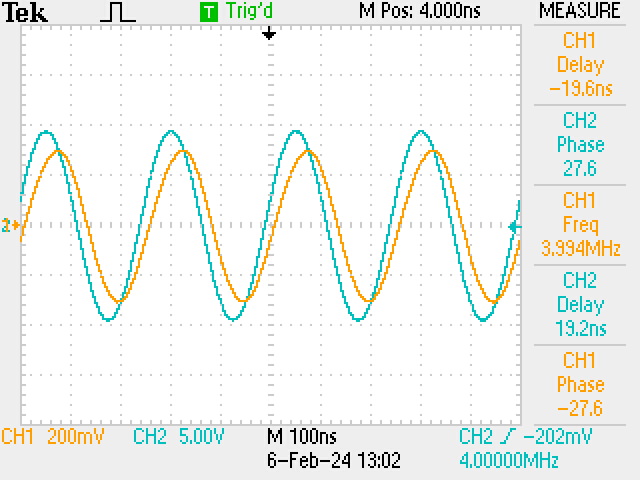 Tek T Trig'd M Pos: 4.000ns MEASURE
CH1
Delay
−19.6ns
CH2
Phase
27.6
CH1
Freq
3.994MHz
CH2
Delay
19.2ns
CH1
Phase
−27.6
2
CH1 200mV CH2 5.00V M 100ns CH2 −202mV
6-Feb-24 13:02 4.00000MHz